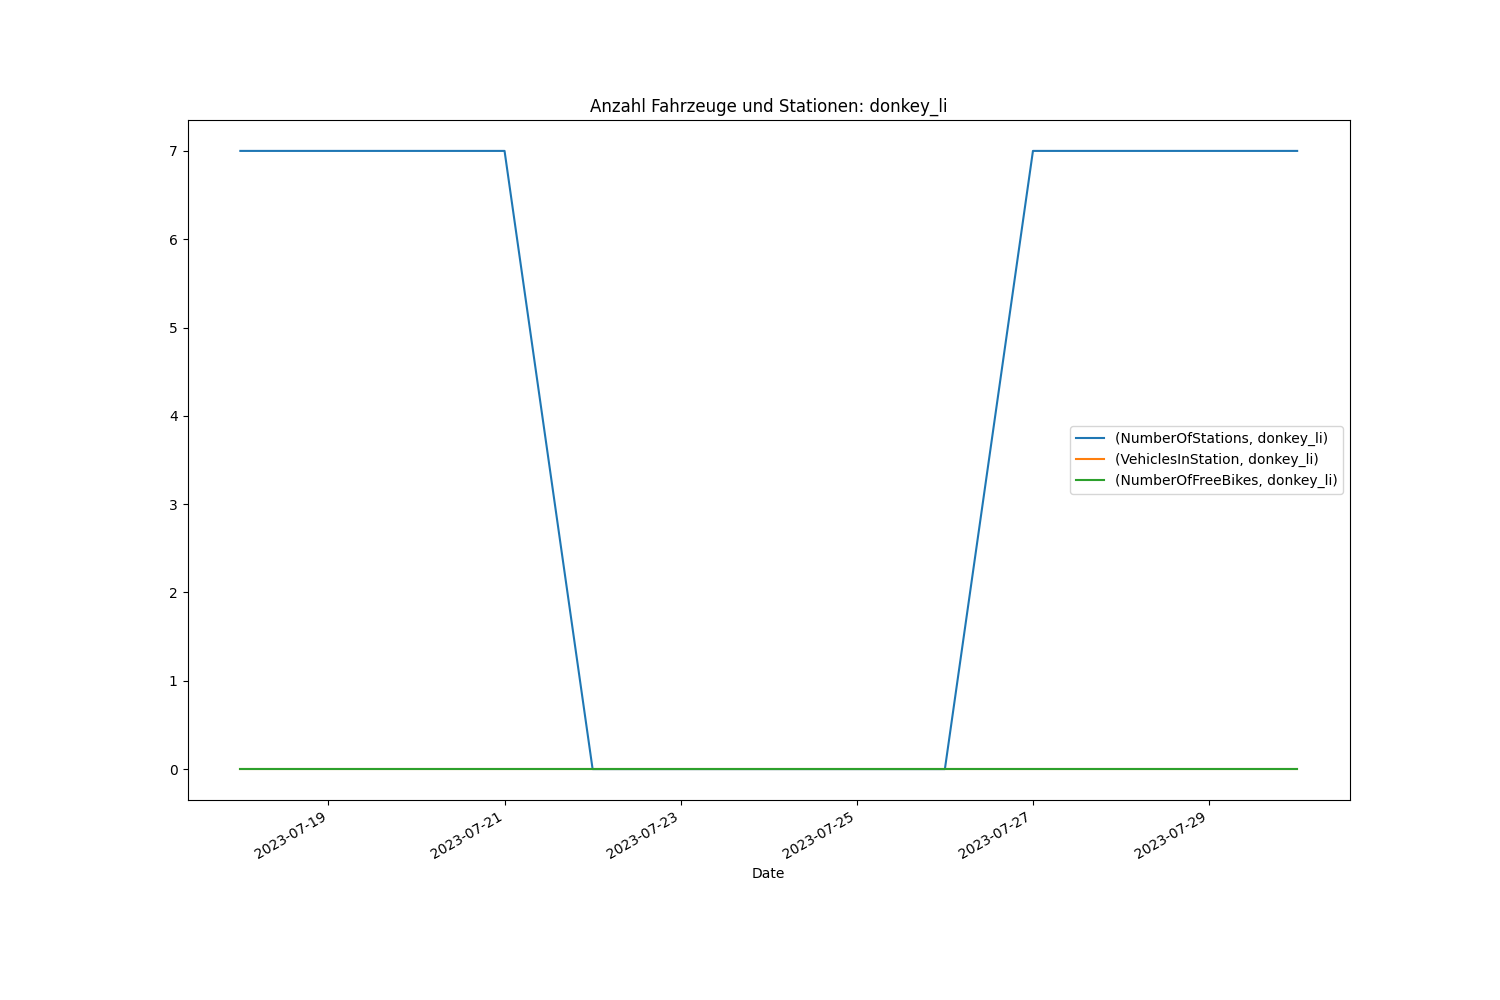 Anzahl Fahrzeuge und Stationen: donkey_li
7
6
5
4
3
2
1
0
(NumberOfStations, donkey_li)
(VehiclesInStation, donkey_li)
(NumberOfFreeBikes, donkey_li)
2023-07-19
2023-07-21
2023-07-23
2023-07-25
2023-07-27
2023-07-29
Date